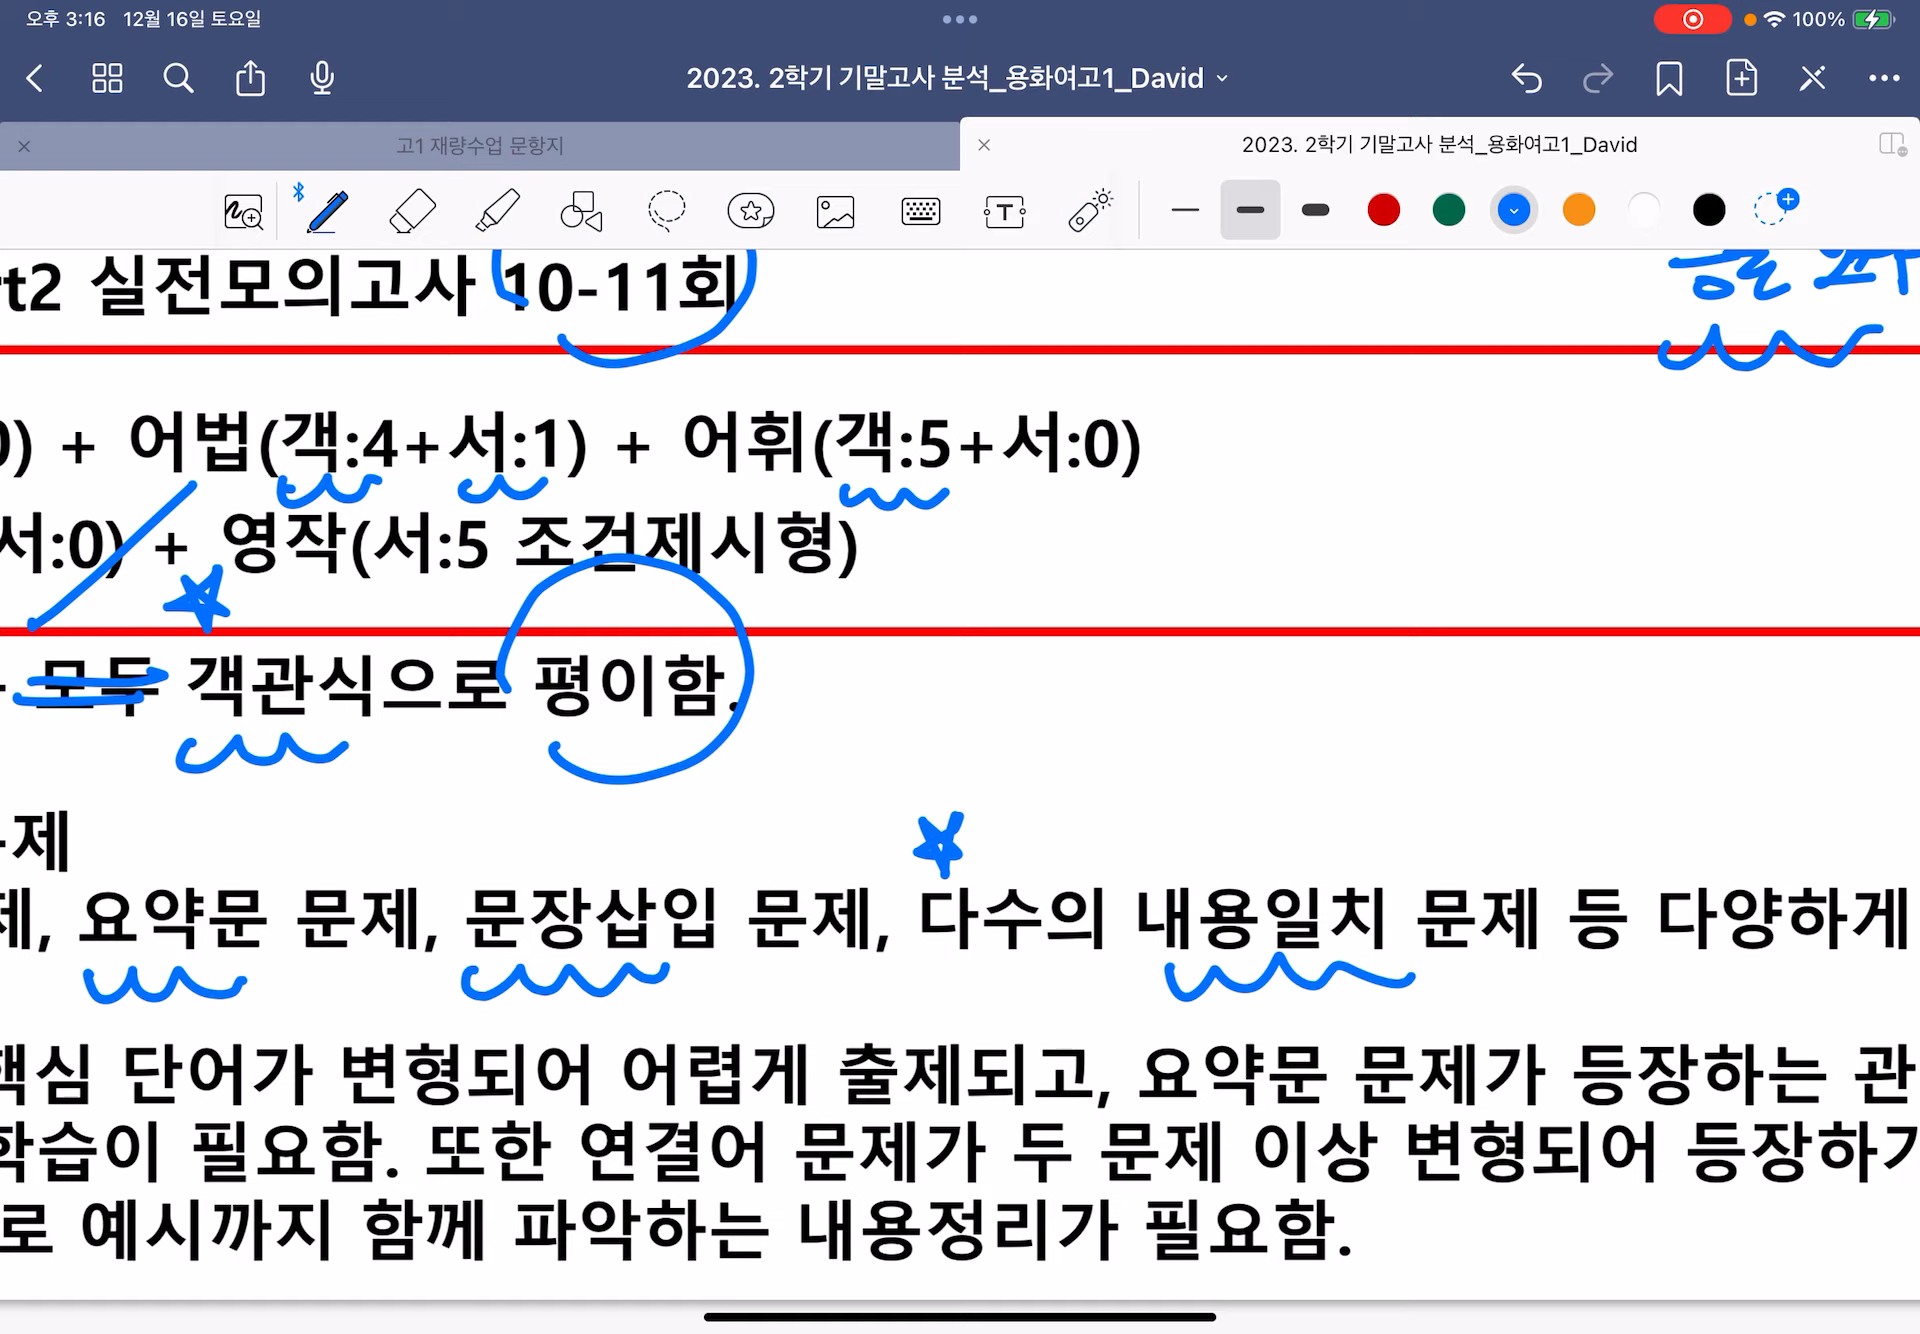 오후 3:16 12월 16일 토요일
100%
2023. 2학기 기말고사 분석_용화여고1_David
고1 재량수업 문항지
2023. 2학기 기말고사 분석_용화여고1_David
T
rt2 실전모의고사 10-11회
0) + 어법(객:4+서:1) + 어휘(객:5+서:0)
서:0) + 영작(서:5 조건제시형)
모두 객관식으로 평이함.
제
제, 요약문 문제, 문장삽입 문제, 다수의 내용일치 문제 등 다양하게
핵심 단어가 변형되어 어렵게 출제되고, 요약문 문제가 등장하는 관
학습이 필요함. 또한 연결어 문제가 두 문제 이상 변형되어 등장하기
로 예시까지 함께 파악하는 내용정리가 필요함.